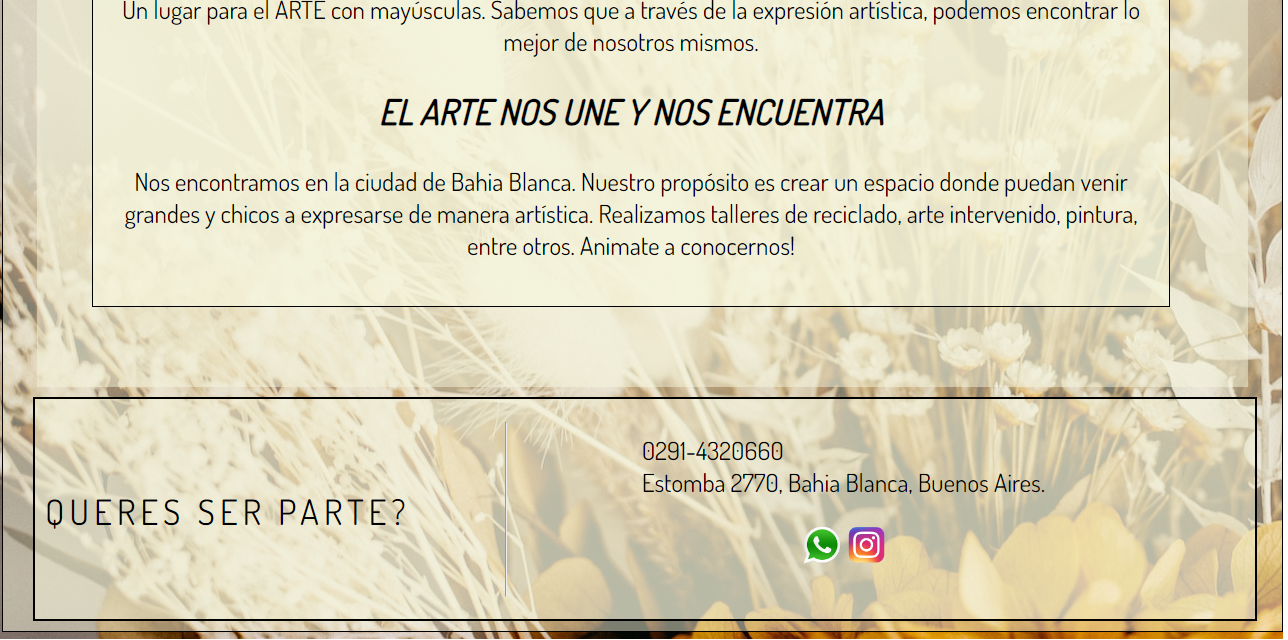 Un lugar para el ARTE con mayúsculas. Sabemos que a través de la expresión artística, podemos encontrar lo
mejor de nosotros mismos.
EL ARTE NOS UNE Y NOS ENCUENTRA
Nos encontramos en la ciudad de Bahia Blanca. Nuestro propósito es crear un espacio donde puedan venir
grandes y chicos a expresarse de manera artística. Realizamos talleres de reciclado, arte intervenido, pintura,
entre otros. Animate a conocernos!
QUERES SER PARTE?
0291-4320660
Estomba 2770, Bahia Blanca, Buenos Aires.